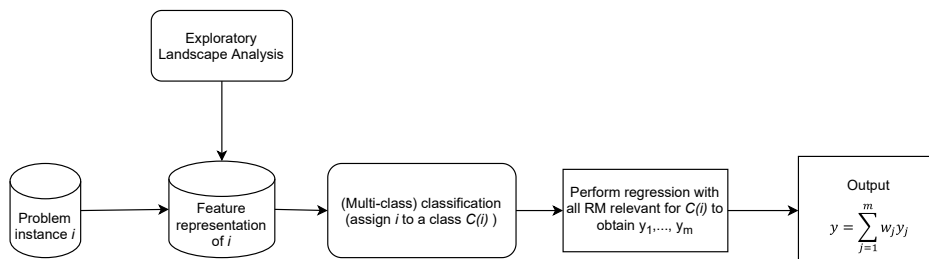 Exploratory
Landscape Analysis
Problem
instance i
Feature
representation
of i
(Multi-class) classification
(assign i to a class C(i) )
Perform regression with
all RM relevant for C(i) to
obtain y₁,..., yₘ
Output
y = ∑_{j=1}^{m} w_j y_j